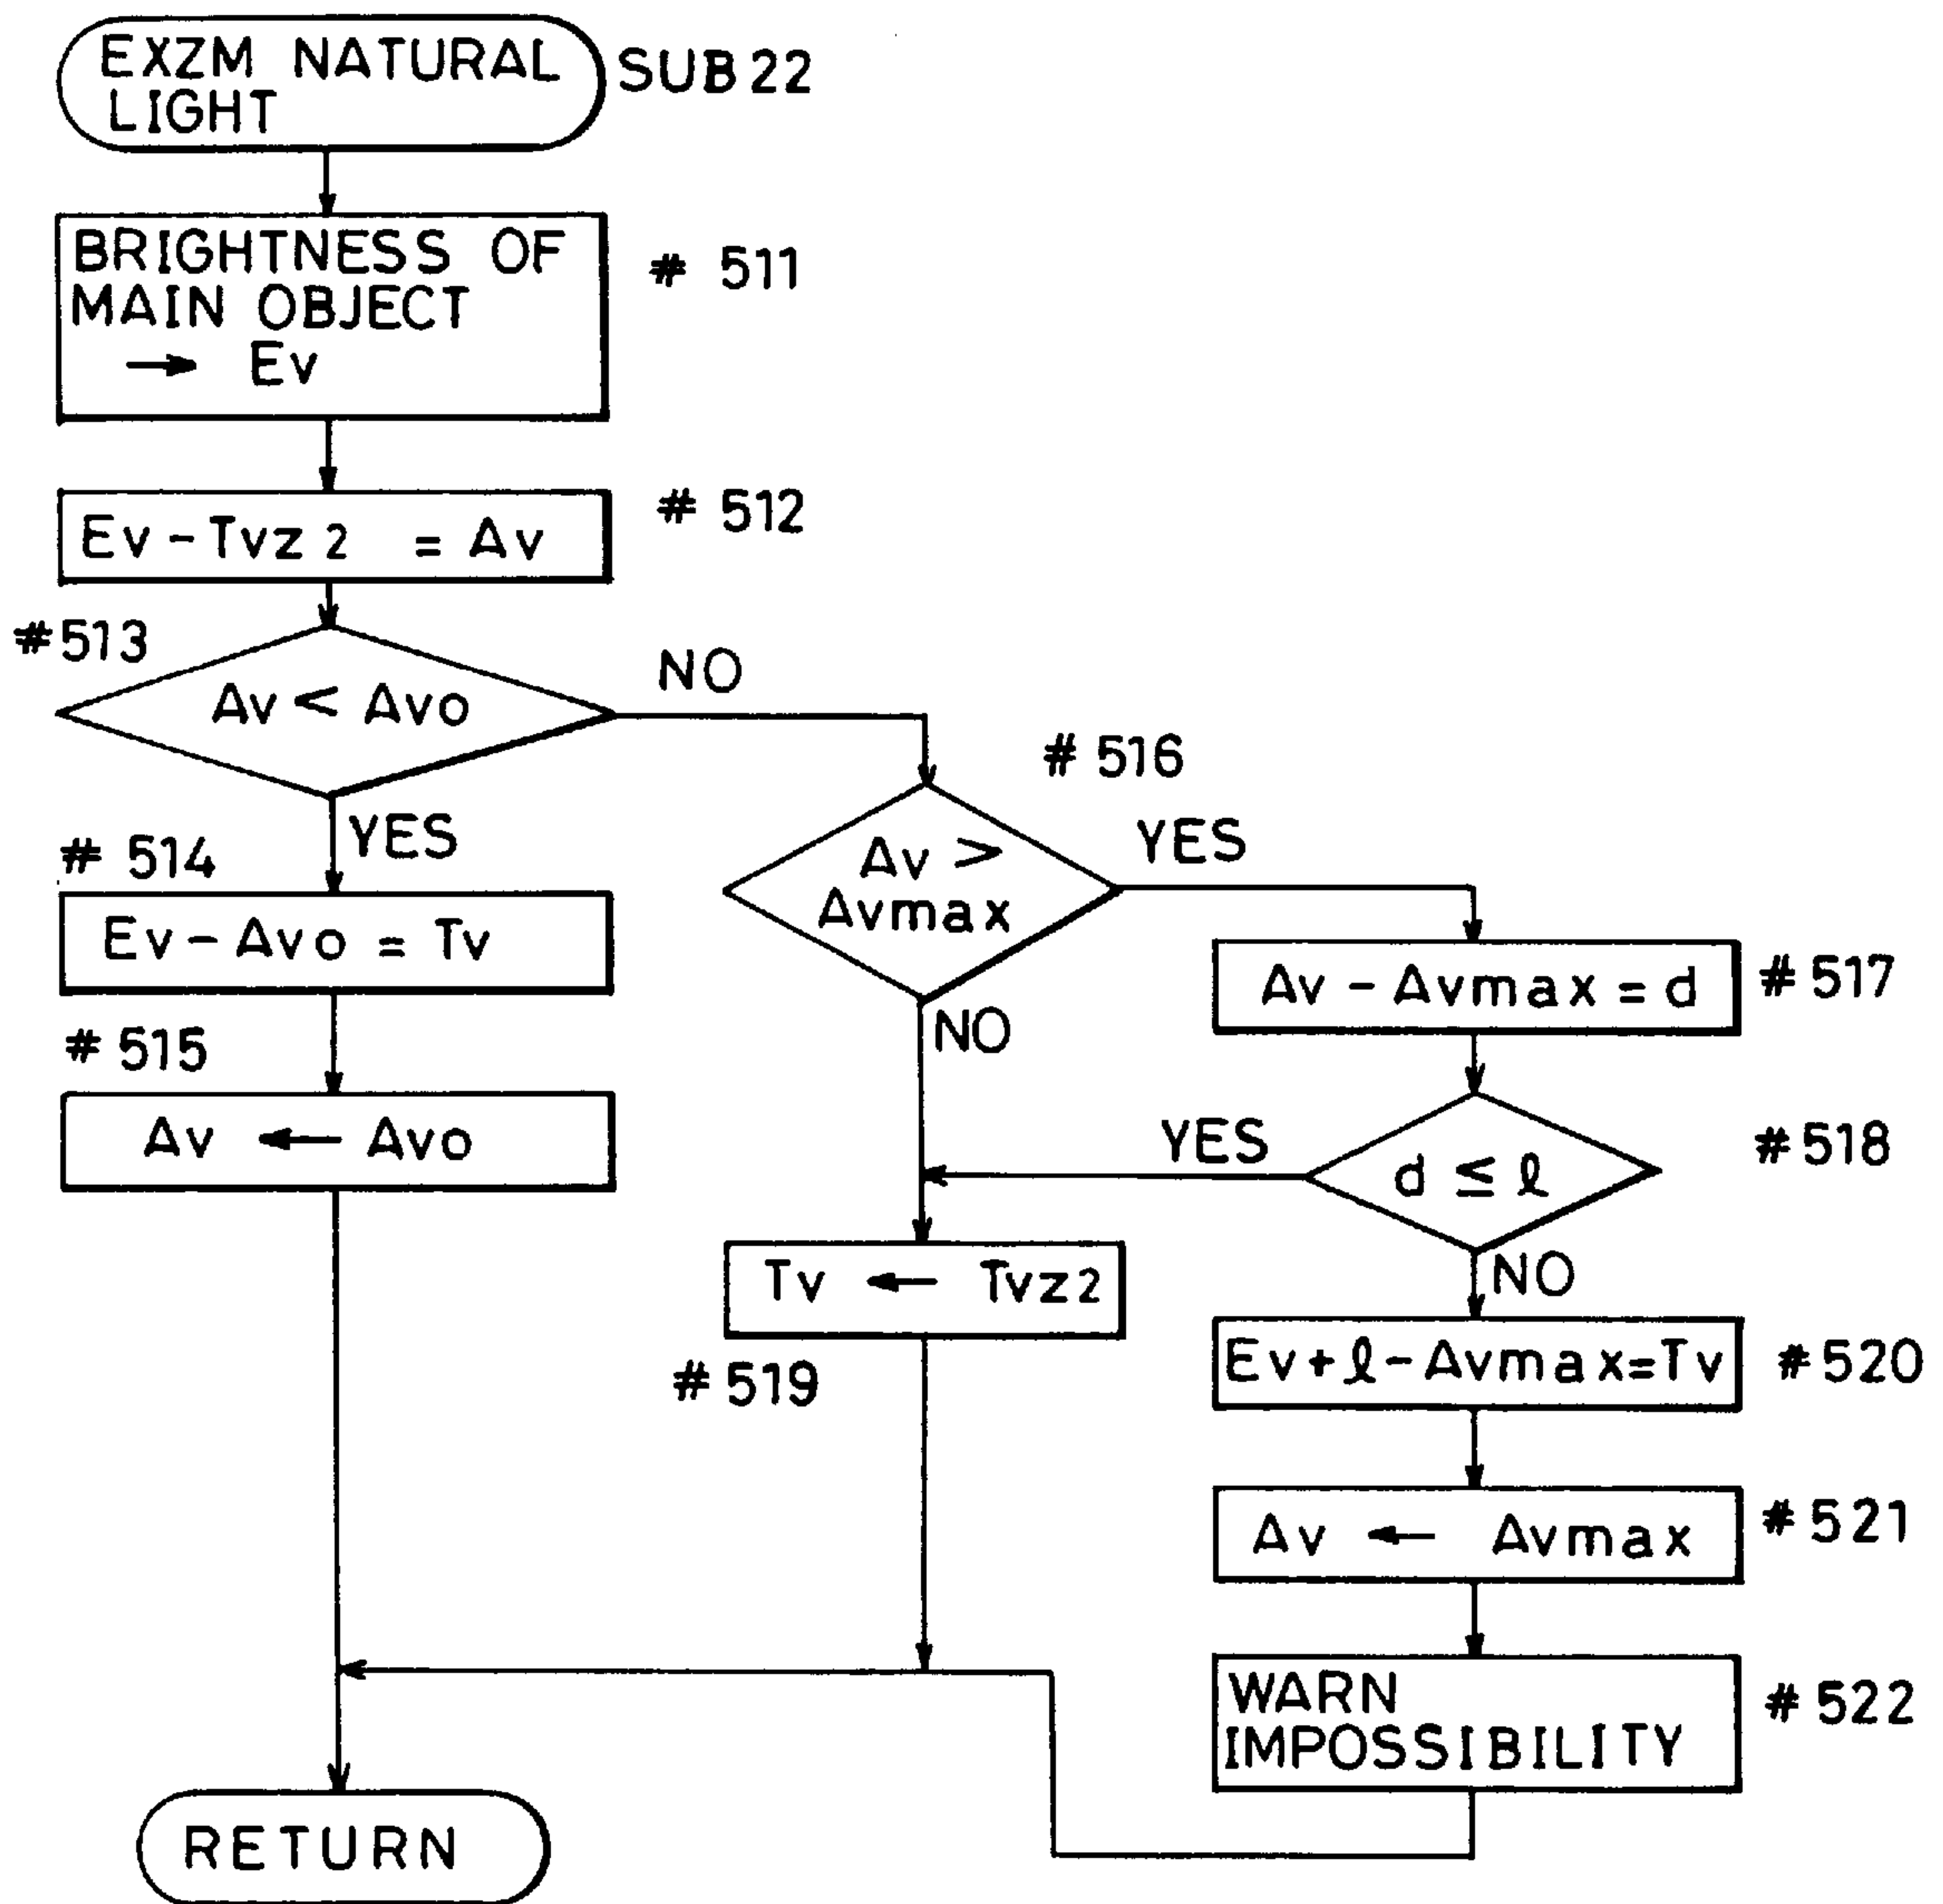 EXZM NATURAL
LIGHT
SUB 22
BRIGHTNESS OF
MAIN OBJECT
→ Ev
# 511
Ev - Tvz2 = Av
# 512
#513
Av < Avo
NO
YES
# 514
Ev - Avo = Tv
# 515
Av ← Avo
# 516
Av >
Avmax
YES
NO
Av - Avmax = d
#517
d ≤ ℓ
#518
YES
NO
Tv ← Tvz2
#519
Ev+ℓ-Avmax=Tv
#520
Av ← Avmax
#521
WARN
IMPOSSIBILITY
#522
RETURN